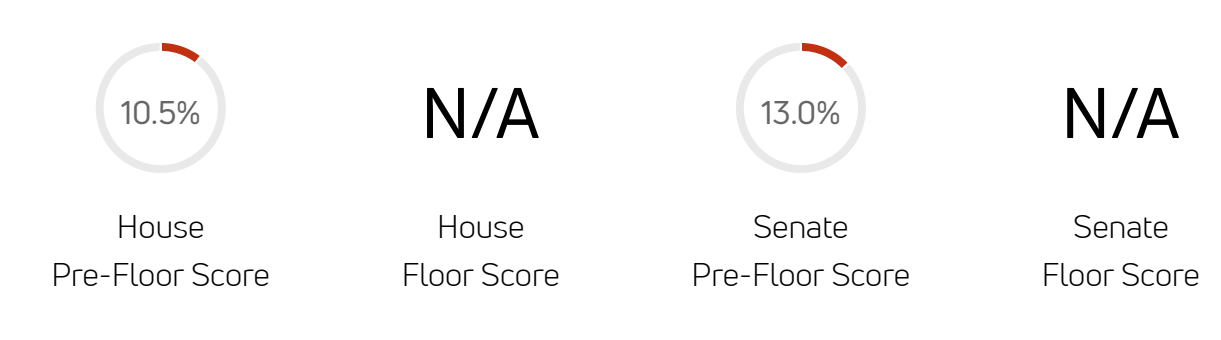 10.5%
N/A
13.0%
N/A
House
Pre-Floor Score
House
Floor Score
Senate
Pre-Floor Score
Senate
Floor Score